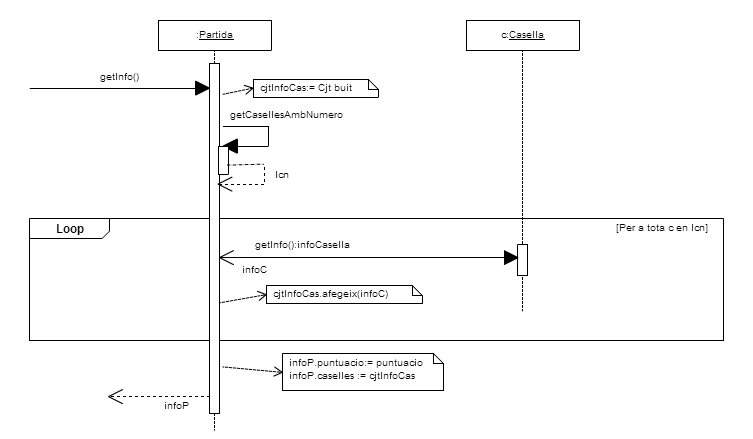 :Partida
c:Casella
getInfo()
cjtInfoCas:= Cjt buit
getCasellesAmbNumero
lcn
Loop
[Per a tota c en lcn]
getInfo():infoCasella
infoC
cjtInfoCas.afegeix(infoC)
infoP.puntuacio:= puntuacio
infoP.caselles := cjtInfoCas
infoP